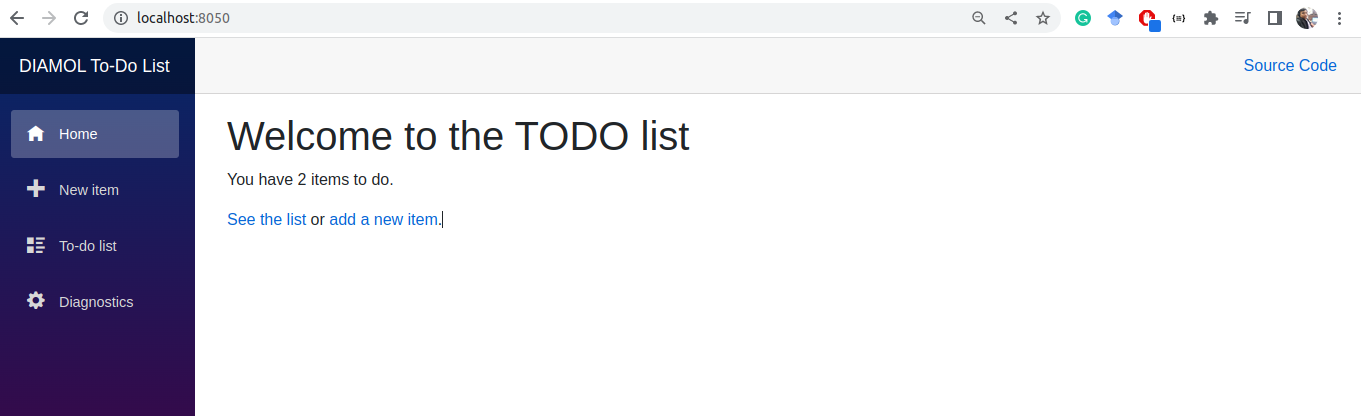 localhost:8050
DIAMOL To-Do List
Source Code
Home
New item
To-do list
Diagnostics
Welcome to the TODO list
You have 2 items to do.
See the list or add a new item.